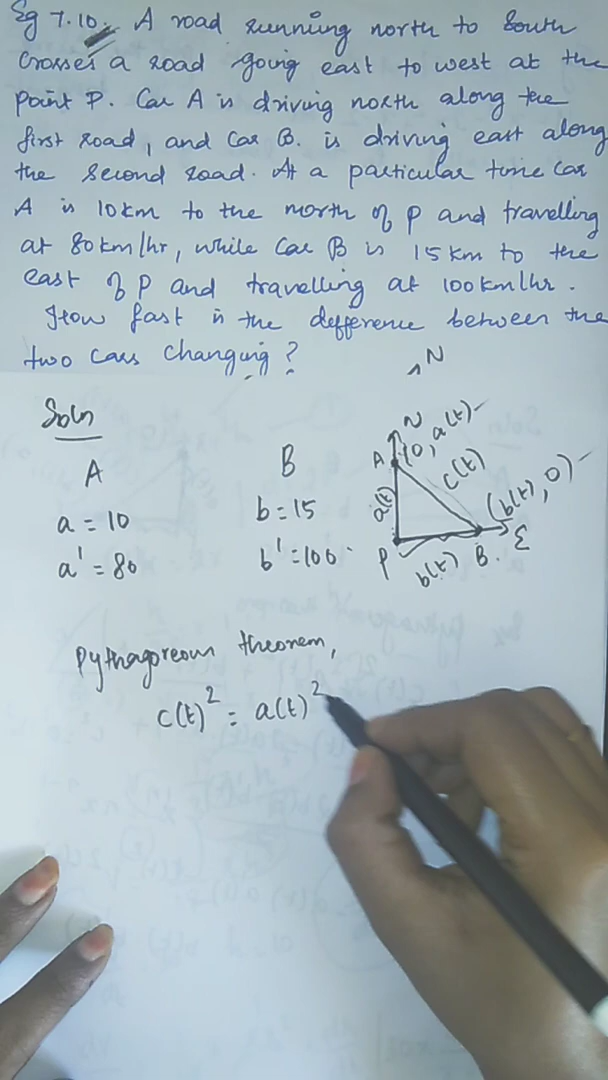 Eg 7.10. A road running north to South
Crosses a road going east to west at the
point P. Car A is driving north along the
first road, and Car B. is driving east along
the second road. At a particular time car
A is 10km to the north of P and travelling
at 80km/hr, while Car B is 15km to the
east of P and travelling at 100km/hr.
How fast is the difference between the
two cars changing?
N
Soln
N
A
B
A
(0, a(t)
c(t)
(b(t), 0)
a(t)
a = 10
b = 15
P
b(t)
B.
E
a' = 80
b' = 100
Pythagorean theorem,
c(t)² = a(t)²